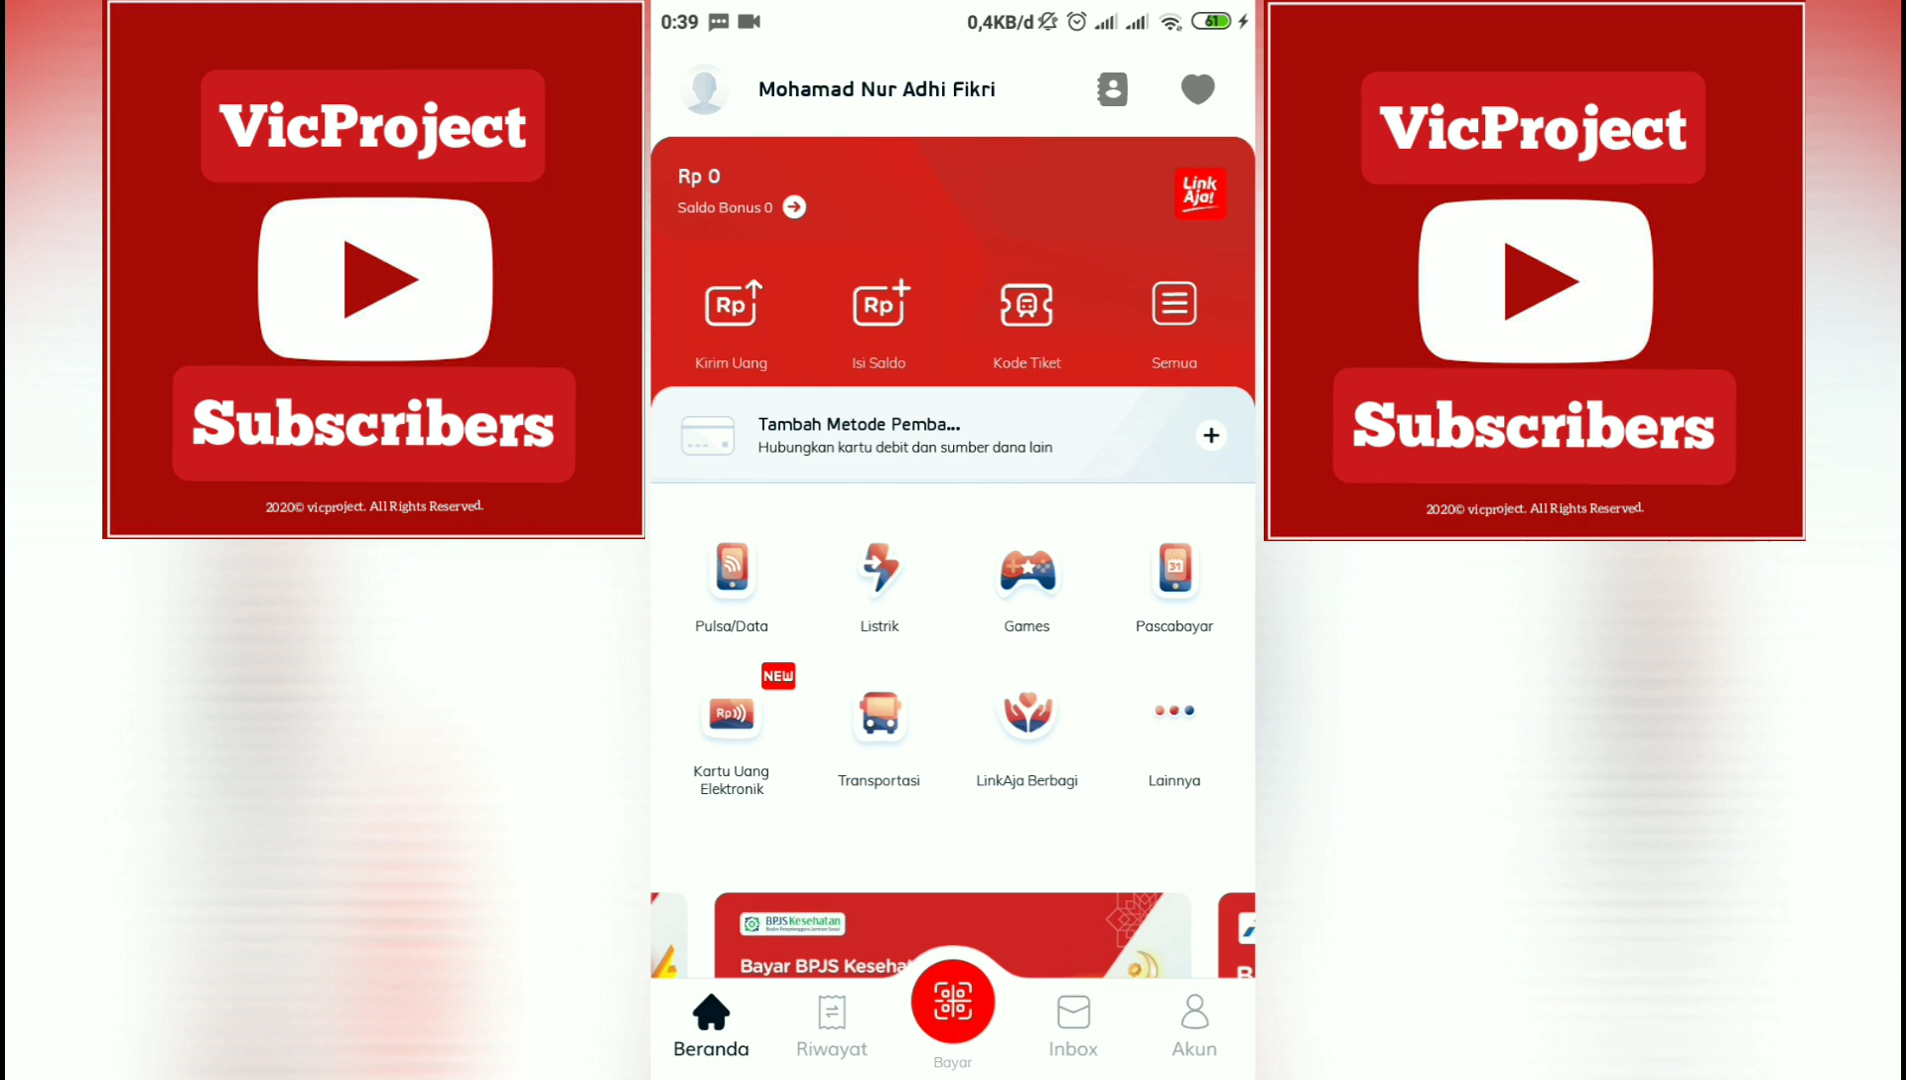 VicProject
Subscribers
2020© vicproject. All Rights Reserved.
0:39
0,4KB/d
61
Mohamad Nur Adhi Fikri
Rp 0
Saldo Bonus 0
Link
Aja!
Rp
Rp
Kirim Uang
Isi Saldo
Kode Tiket
Semua
Tambah Metode Pemba...
Hubungkan kartu debit dan sumber dana lain
+
31
Pulsa/Data
Listrik
Games
Pascabayar
NEW
Rp
Kartu Uang
Elektronik
Transportasi
LinkAja Berbagi
Lainnya
BPJS Kesehatan
Bayar BPJS Keseha
B
Beranda
Riwayat
Bayar
Inbox
Akun
VicProject
Subscribers
2020© vicproject. All Rights Reserved.